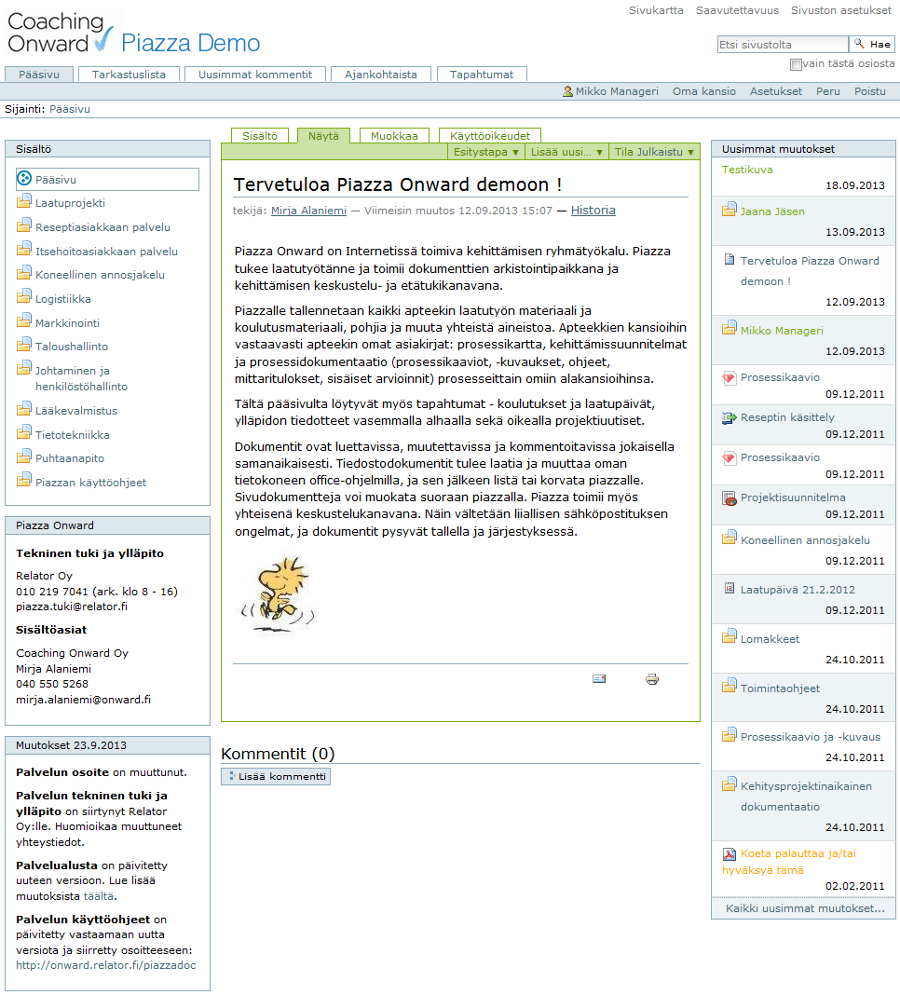 Sivukartta Saavutettavuus Sivuston asetukset
Coaching
Onward Piazza Demo
Etsi sivustolta Hae
vain tästä osiosta
Pääsivu Tarkastuslista Uusimmat kommentit Ajankohtaista Tapahtumat
Mikko Manageri Oma kansio Asetukset Peru Poistu
Sijainti: Pääsivu
Sisältö
Pääsivu
Laatuprojekti
Reseptiasiakkaan palvelu
Itsehoitoasiakkaan palvelu
Koneellinen annosjakelu
Logistiikka
Markkinointi
Taloushallinto
Johtaminen ja
henkilöstöhallinto
Lääkevalmistus
Tietotekniikka
Puhtaanapito
Piazzan käyttöohjeet
Piazza Onward
Tekninen tuki ja ylläpito
Relator Oy
010 219 7041 (ark. klo 8 - 16)
piazza.tuki@relator.fi
Sisältöasiat
Coaching Onward Oy
Mirja Alaniemi
040 550 5268
mirja.alaniemi@onward.fi
Muutokset 23.9.2013
Palvelun osoite on muuttunut.
Palvelun tekninen tuki ja
ylläpito on siirtynyt Relator
Oy:lle. Huomioikaa muuttuneet
yhteystiedot.
Palvelualusta on päivitetty
uuteen versioon. Lue lisää
muutoksista täältä.
Palvelun käyttöohjeet on
päivitetty vastaamaan uutta
versiota ja siirretty osoitteeseen:
http://onward.relator.fi/piazzadoc
Sisältö Näytä Muokkaa Käyttöoikeudet
Esitystapa ▼ Lisää uusi... ▼ Tila Julkaistu ▼
Tervetuloa Piazza Onward demoon !
tekijä: Mirja Alaniemi — Viimeisin muutos 12.09.2013 15:07 — Historia
Piazza Onward on Internetissä toimiva kehittämisen ryhmätyökalu. Piazza
tukee laatutyötänne ja toimii dokumenttien arkistointipaikkana ja
kehittämisen keskustelu- ja etätukikanavana.
Piazzalle tallennetaan kaikki apteekin laatutyön materiaali ja
koulutusmateriaali, pohjia ja muuta yhteistä aineistoa. Apteekkien kansioihin
vastaavasti apteekin omat asiakirjat: prosessikartta, kehittämissuunnitelmat
ja prosessidokumentaatio (prosessikaaviot, -kuvaukset, ohjeet,
mittaritulokset, sisäiset arvioinnit) prosesseittain omiin alakansioihinsa.
Tältä pääsivulta löytyvät myös tapahtumat - koulutukset ja laatupäivät,
ylläpidon tiedotteet vasemmalla alhaalla sekä oikealla projektiuutiset.
Dokumentit ovat luettavissa, muutettavissa ja kommentoitavissa jokaisella
samanaikaisesti. Tiedostodokumentit tulee laatia ja muuttaa oman
tietokoneen office-ohjelmilla, ja sen jälkeen listä tai korvata piazzalle.
Sivudokumentteja voi muokata suoraan piazzalla. Piazza toimii myös
yhteisenä keskustelukanavana. Näin vältetään liiallisen sähköpostituksen
ongelmat, ja dokumentit pysyvät tallella ja järjestyksessä.
Kommentit (0)
Lisää kommentti
Uusimmat muutokset
Testikuva
18.09.2013
Jaana Jäsen
13.09.2013
Tervetuloa Piazza Onward
demoon !
12.09.2013
Mikko Manageri
12.09.2013
Prosessikaavio
09.12.2011
Reseptin käsittely
09.12.2011
Prosessikaavio
09.12.2011
Projektisuunnitelma
09.12.2011
Koneellinen annosjakelu
09.12.2011
Laatupäivä 21.2.2012
09.12.2011
Lomakkeet
24.10.2011
Toimintaohjeet
24.10.2011
Prosessikaavio ja -kuvaus
24.10.2011
Kehitysprojektinaikainen
dokumentaatio
24.10.2011
Koeta palauttaa ja/tai
hyväksyä tämä
02.02.2011
Kaikki uusimmat muutokset...